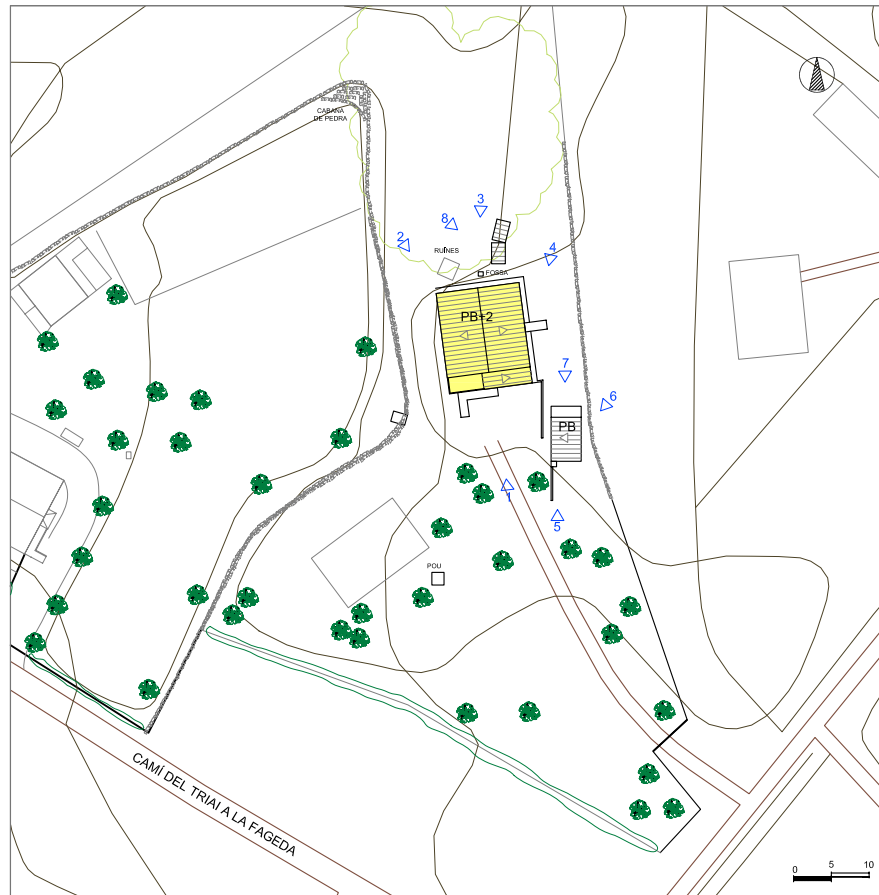 CABANA
DE PEDRA
3
8
2
4
RUÏNES
FOSSA
PB+2
7
6
PB
1
5
POU
CAMÍ DEL TRIAI A LA FAGEDA
0 5 10